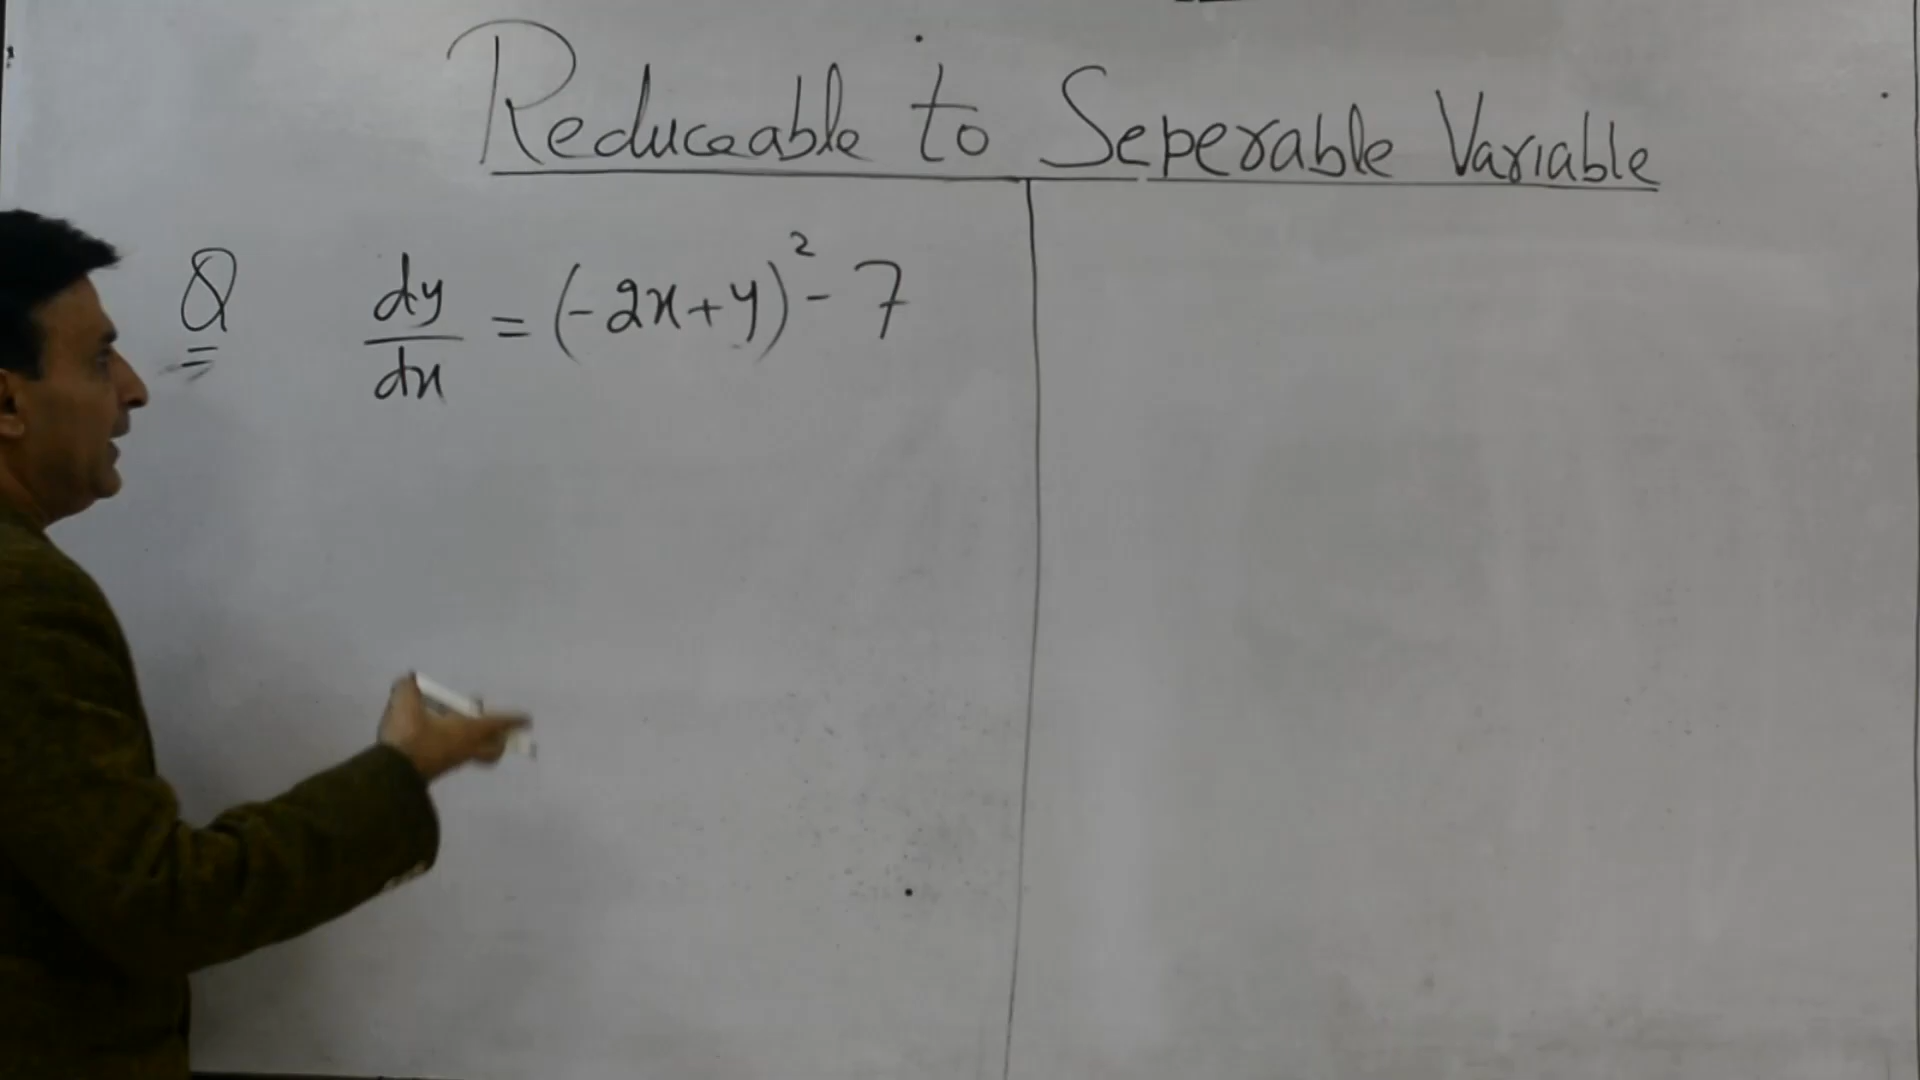 Reduceable to Seperable Variable
Q dy/dx = (-2x+y)² - 7